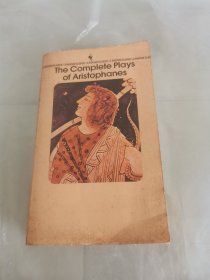 The Complete Plays
of Aristophanes